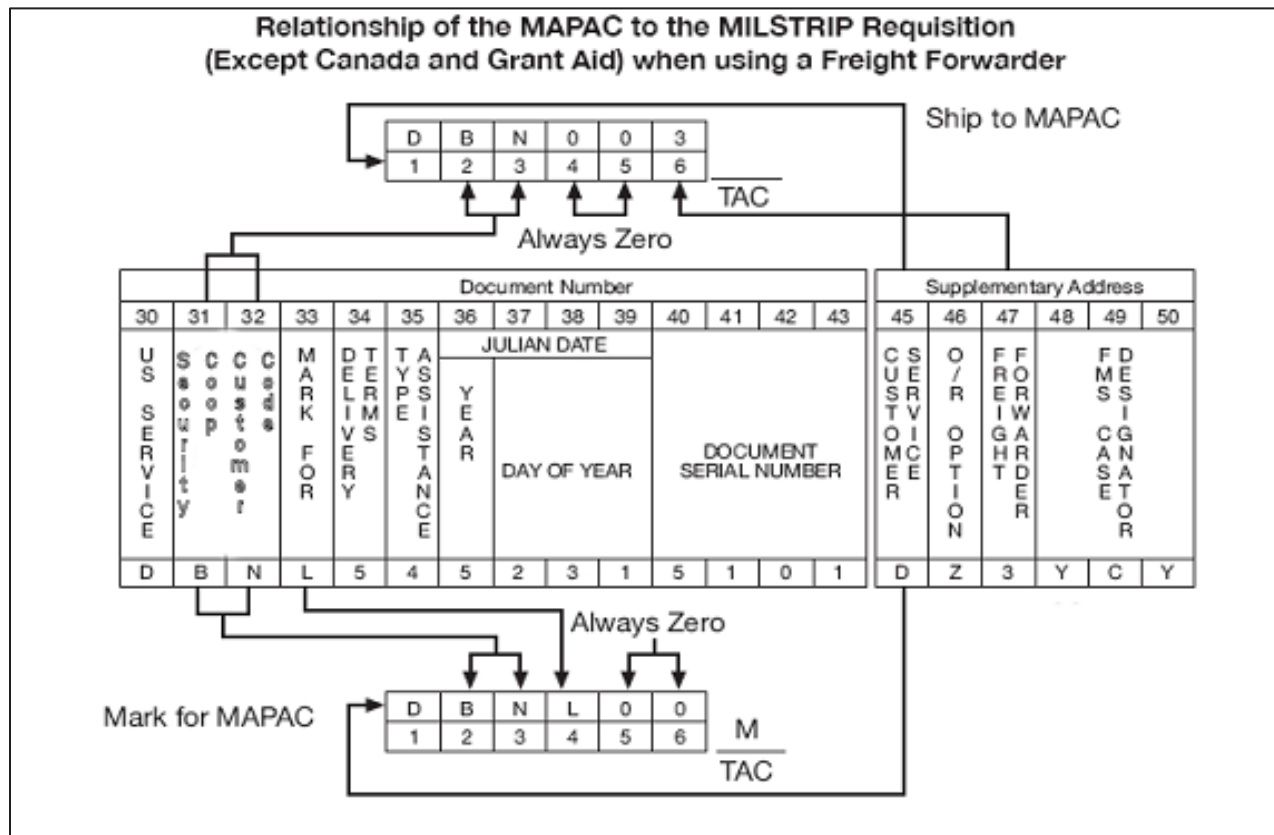 Relationship of the MAPAC to the MILSTRIP Requisition
(Except Canada and Grant Aid) when using a Freight Forwarder
Ship to MAPAC
D B N 0 0 3
1 2 3 4 5 6
TAC
Always Zero
Document Number
Supplementary Address
30 31 32 33 34 35 36 37 38 39 40 41 42 43 45 46 47 48 49 50
US SERVICE
Security
Coop
Customer
Code
MARK FOR
DELIVERY
TERMS
TYPE
ASSISTANCE
JULIAN DATE
YEAR
DAY OF YEAR
DOCUMENT
SERIAL NUMBER
CUSTOMER
SERVICE
O/R OPTION
FREIGHT
FORWARDER
FMS CASE
DESIGNATOR
D B N L 5 4 5 2 3 1 5 1 0 1 D Z 3 Y C Y
Always Zero
Mark for MAPAC
D B N L 0 0
1 2 3 4 5 6
M
TAC